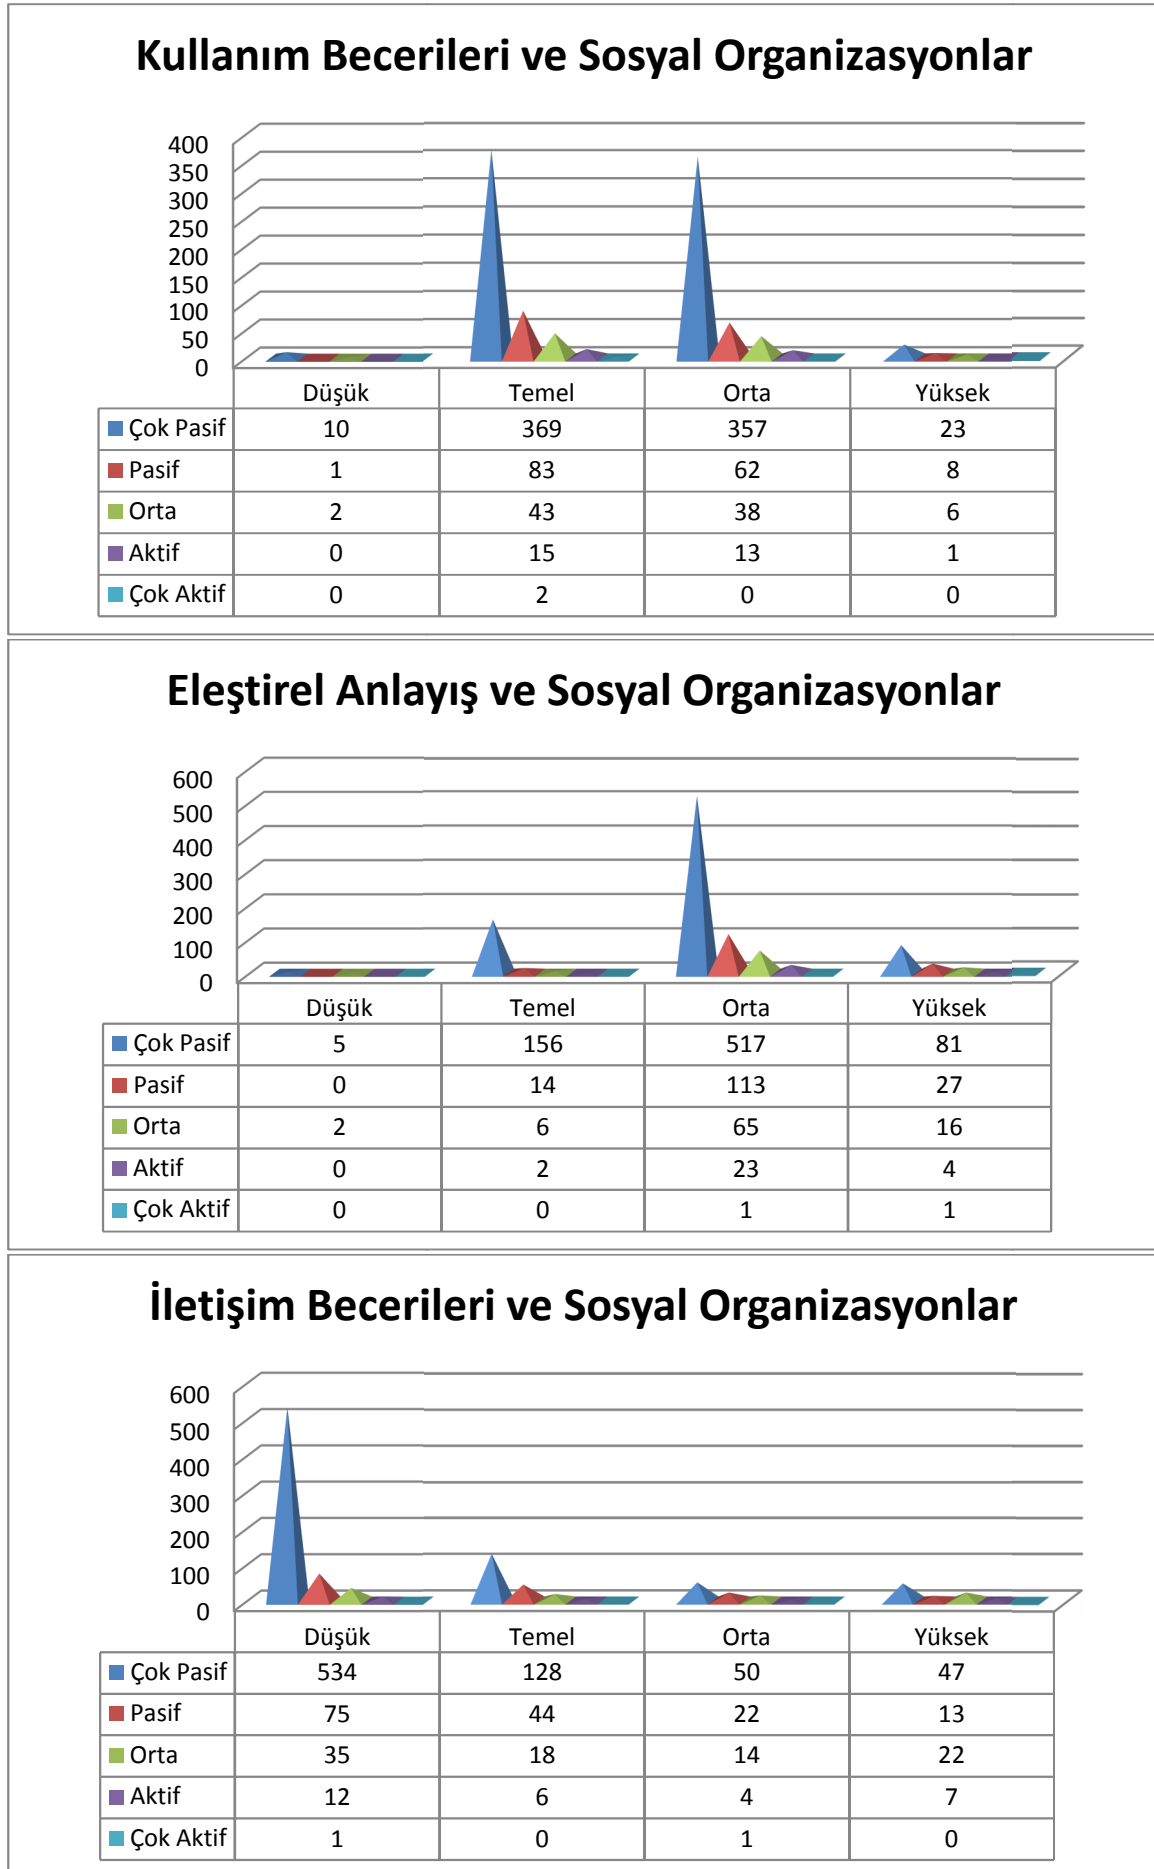 Kullanım Becerileri ve Sosyal Organizasyonlar
400
350
300
250
200
150
100
50
0
Düşük Temel Orta Yüksek
Çok Pasif 10 369 357 23
Pasif 1 83 62 8
Orta 2 43 38 6
Aktif 0 15 13 1
Çok Aktif 0 2 0 0
Eleştirel Anlayış ve Sosyal Organizasyonlar
600
500
400
300
200
100
0
Düşük Temel Orta Yüksek
Çok Pasif 5 156 517 81
Pasif 0 14 113 27
Orta 2 6 65 16
Aktif 0 2 23 4
Çok Aktif 0 0 1 1
İletişim Becerileri ve Sosyal Organizasyonlar
600
500
400
300
200
100
0
Düşük Temel Orta Yüksek
Çok Pasif 534 128 50 47
Pasif 75 44 22 13
Orta 35 18 14 22
Aktif 12 6 4 7
Çok Aktif 1 0 1 0